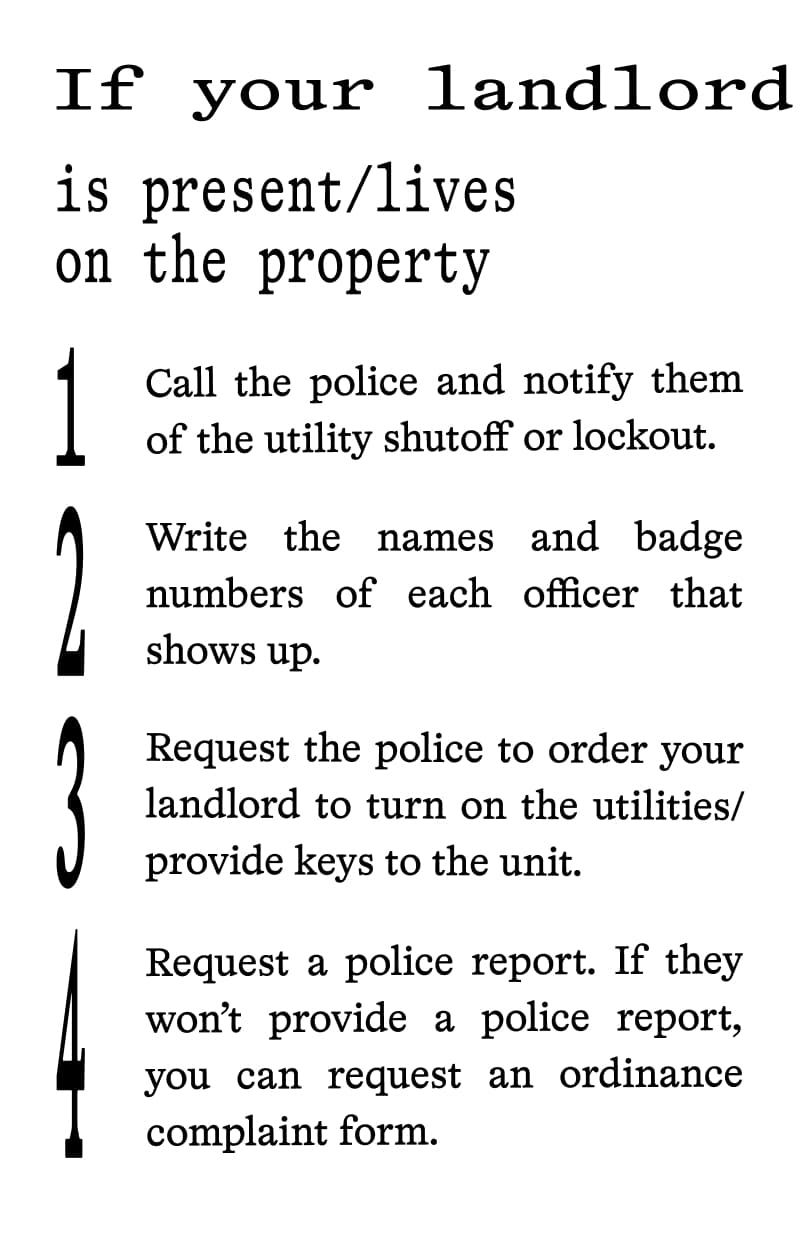 If your landlord
is present/lives
on the property
1 Call the police and notify them
of the utility shutoff or lockout.
2 Write the names and badge
numbers of each officer that
shows up.
3 Request the police to order your
landlord to turn on the utilities/
provide keys to the unit.
4 Request a police report. If they
won’t provide a police report,
you can request an ordinance
complaint form.